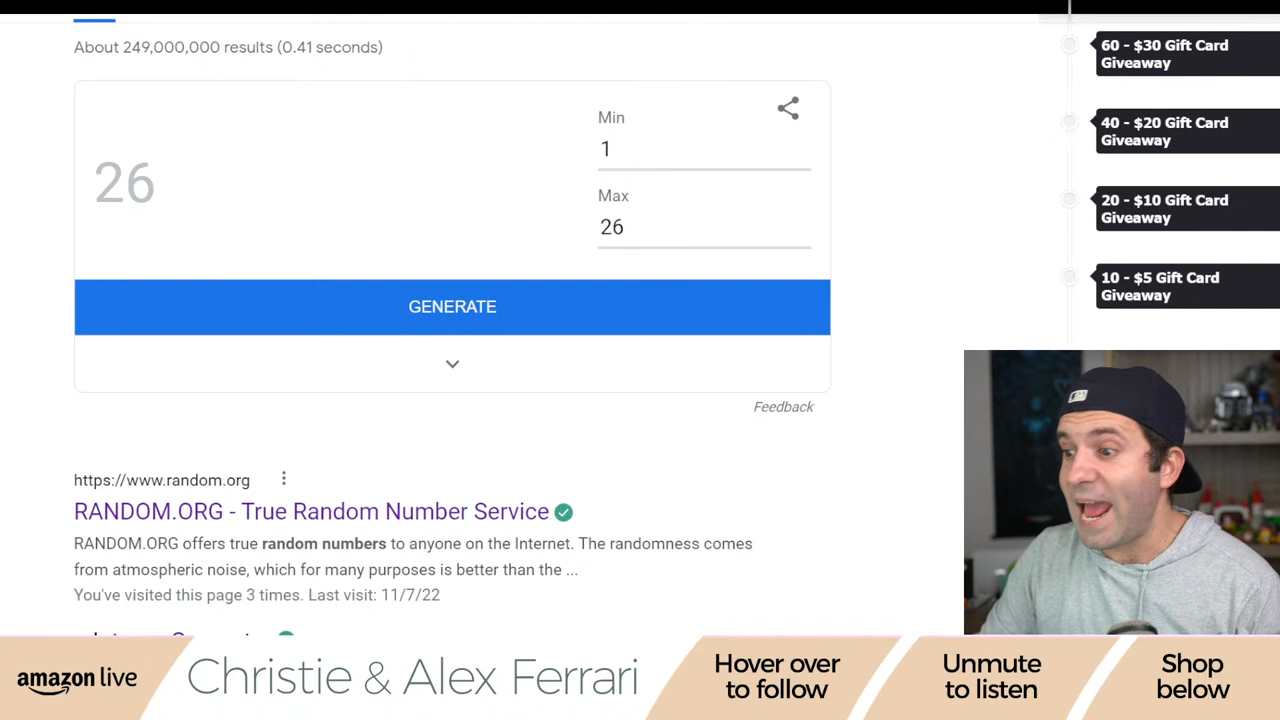 About 249,000,000 results (0.41 seconds)
26
Min
1
Max
26
GENERATE
Feedback
https://www.random.org
RANDOM.ORG - True Random Number Service
RANDOM.ORG offers true random numbers to anyone on the Internet. The randomness comes
from atmospheric noise, which for many purposes is better than the ...
You've visited this page 3 times. Last visit: 11/7/22
60 - $30 Gift Card
Giveaway
40 - $20 Gift Card
Giveaway
20 - $10 Gift Card
Giveaway
10 - $5 Gift Card
Giveaway
amazon live
Christie & Alex Ferrari
Hover over
to follow
Unmute
to listen
Shop
below